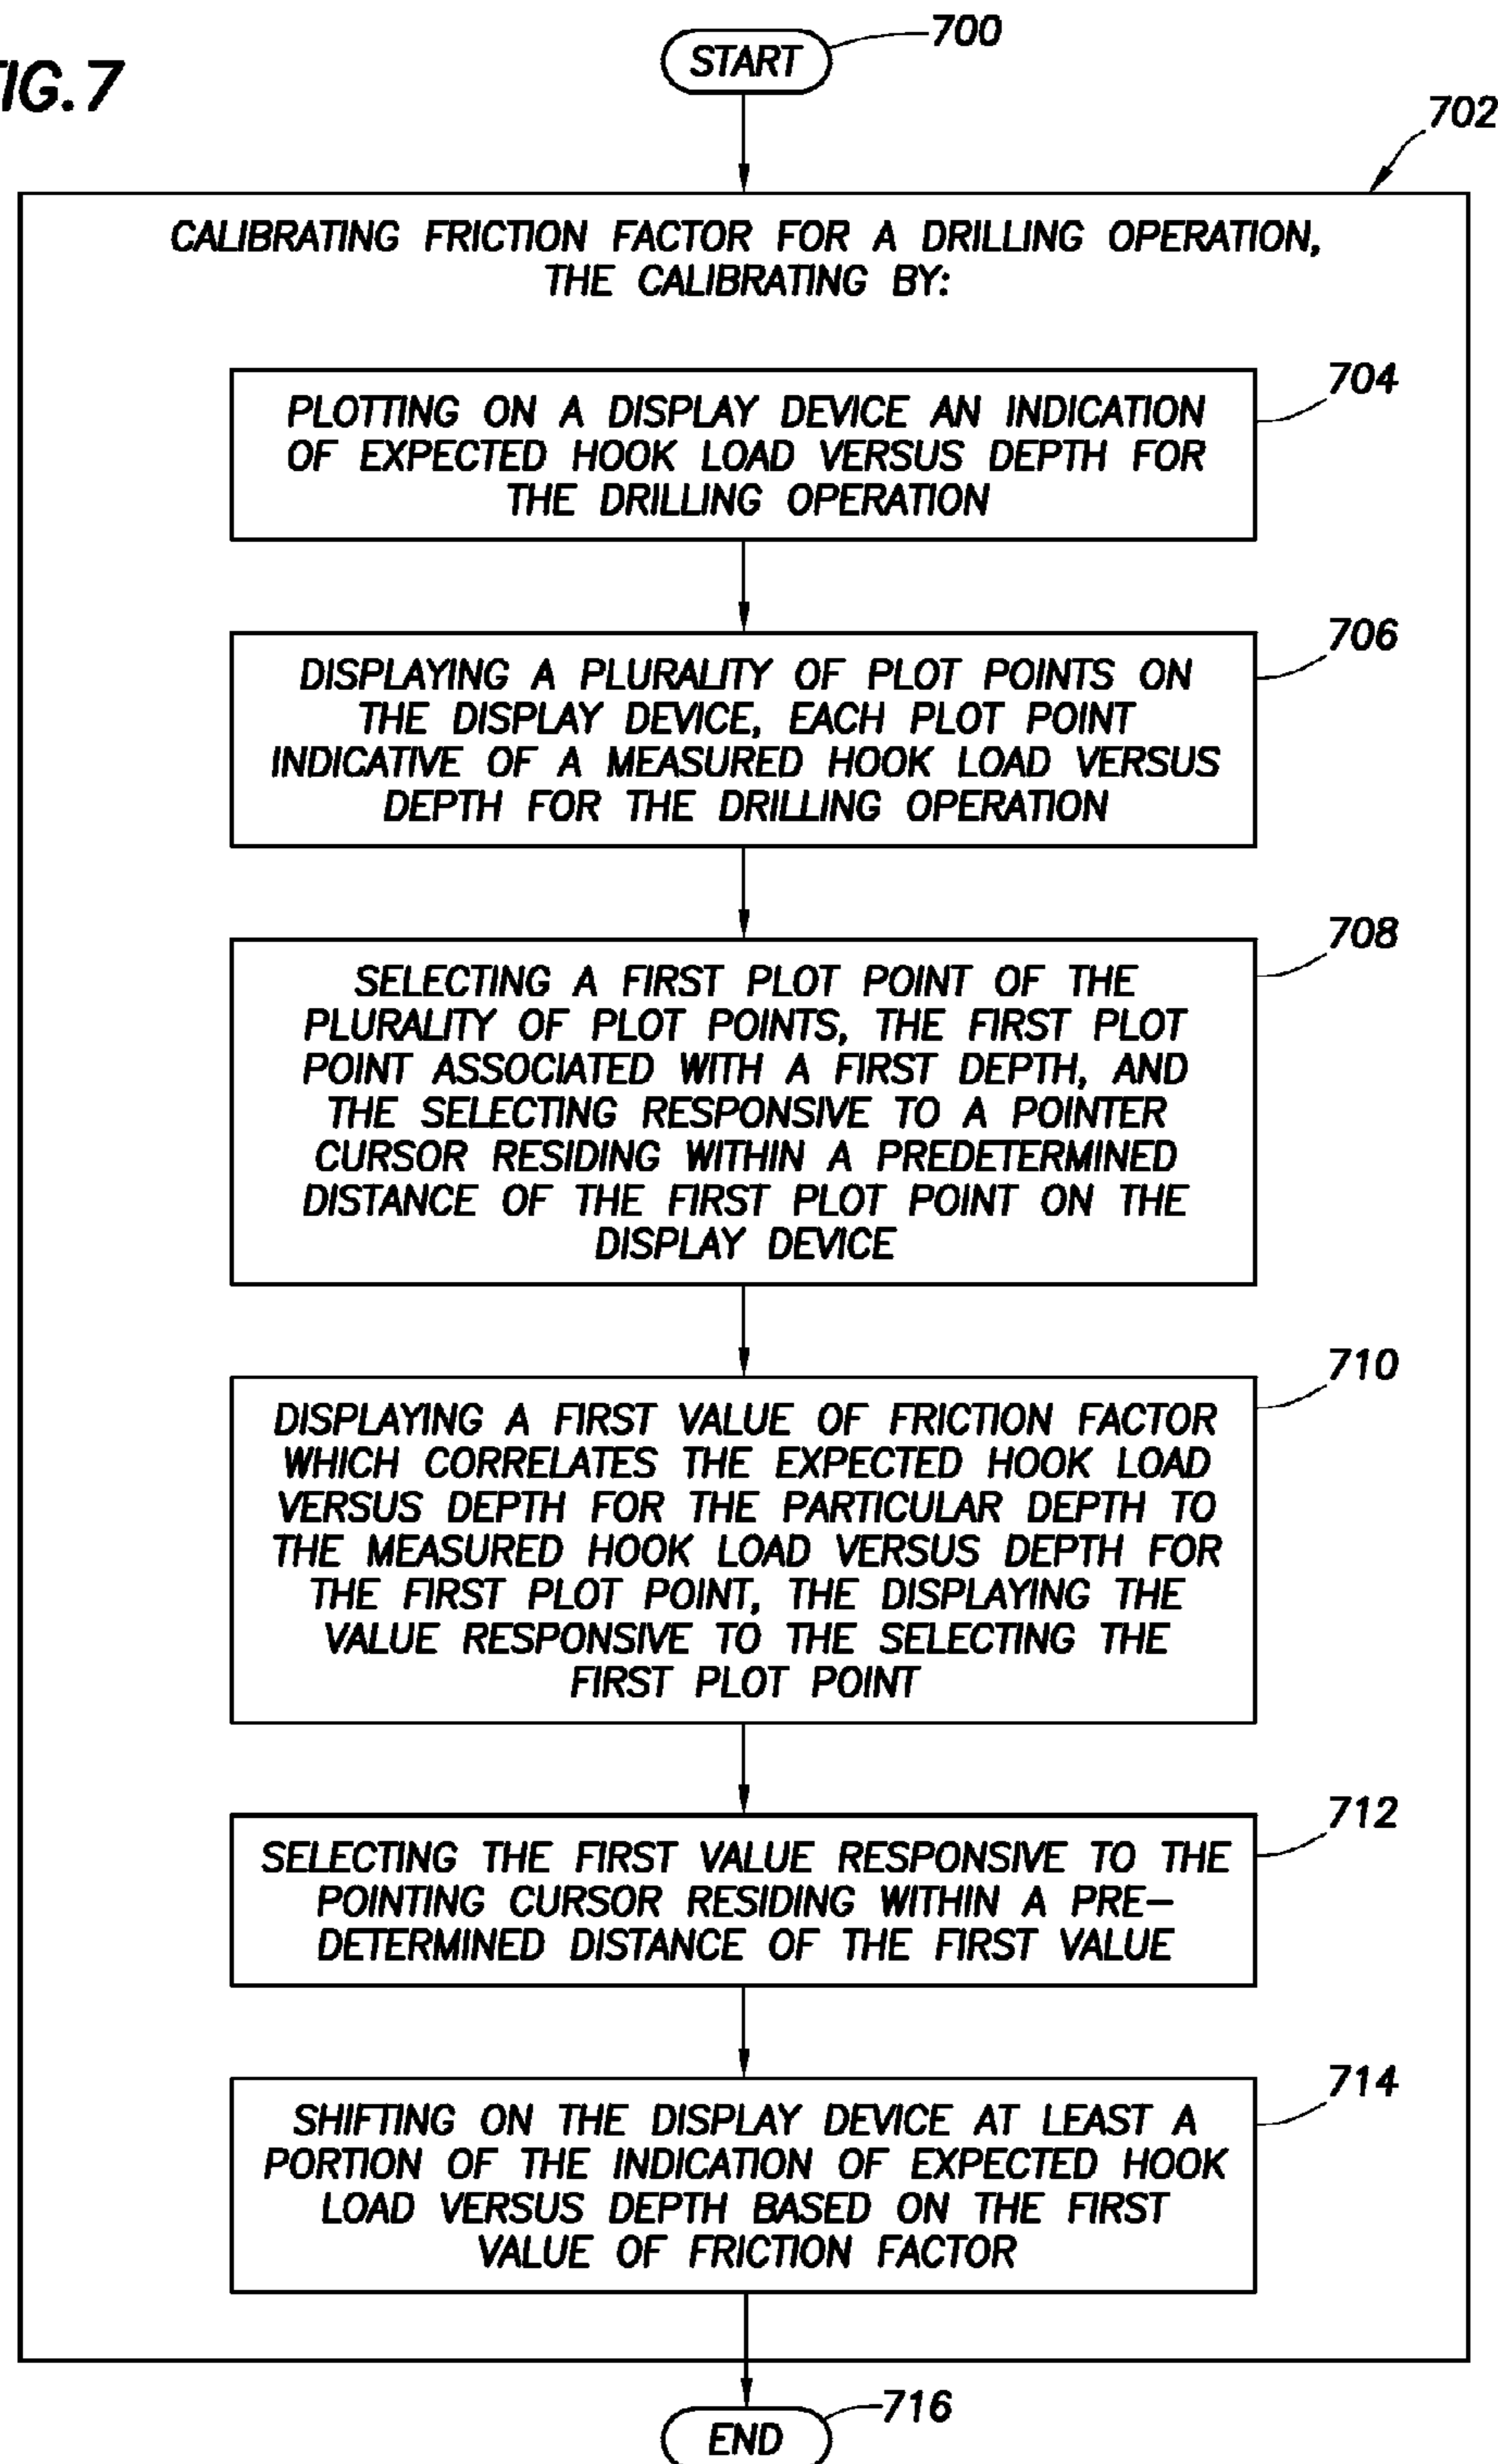 IG.7
START
700
702
CALIBRATING FRICTION FACTOR FOR A DRILLING OPERATION,
THE CALIBRATING BY:
704
PLOTTING ON A DISPLAY DEVICE AN INDICATION
OF EXPECTED HOOK LOAD VERSUS DEPTH FOR
THE DRILLING OPERATION
706
DISPLAYING A PLURALITY OF PLOT POINTS ON
THE DISPLAY DEVICE, EACH PLOT POINT
INDICATIVE OF A MEASURED HOOK LOAD VERSUS
DEPTH FOR THE DRILLING OPERATION
708
SELECTING A FIRST PLOT POINT OF THE
PLURALITY OF PLOT POINTS, THE FIRST PLOT
POINT ASSOCIATED WITH A FIRST DEPTH, AND
THE SELECTING RESPONSIVE TO A POINTER
CURSOR RESIDING WITHIN A PREDETERMINED
DISTANCE OF THE FIRST PLOT POINT ON THE
DISPLAY DEVICE
710
DISPLAYING A FIRST VALUE OF FRICTION FACTOR
WHICH CORRELATES THE EXPECTED HOOK LOAD
VERSUS DEPTH FOR THE PARTICULAR DEPTH TO
THE MEASURED HOOK LOAD VERSUS DEPTH FOR
THE FIRST PLOT POINT, THE DISPLAYING THE
VALUE RESPONSIVE TO THE SELECTING THE
FIRST PLOT POINT
712
SELECTING THE FIRST VALUE RESPONSIVE TO THE
POINTING CURSOR RESIDING WITHIN A PRE-
DETERMINED DISTANCE OF THE FIRST VALUE
714
SHIFTING ON THE DISPLAY DEVICE AT LEAST A
PORTION OF THE INDICATION OF EXPECTED HOOK
LOAD VERSUS DEPTH BASED ON THE FIRST
VALUE OF FRICTION FACTOR
716
END